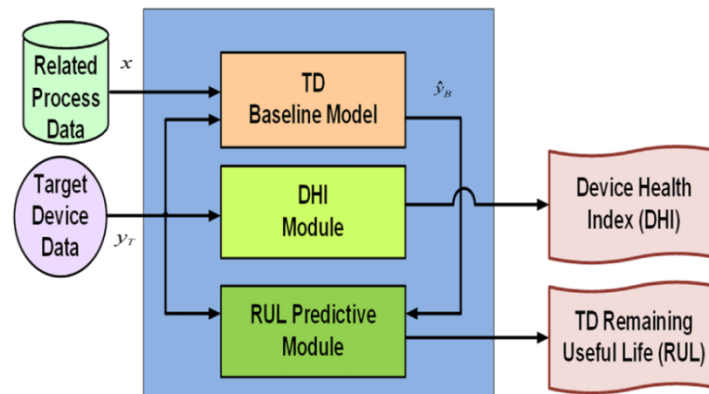 Related
Process
Data
x
TD
Baseline Model
ŷ_B
Target
Device
Data
y_T
DHI
Module
Device Health
Index (DHI)
RUL Predictive
Module
TD Remaining
Useful Life (RUL)